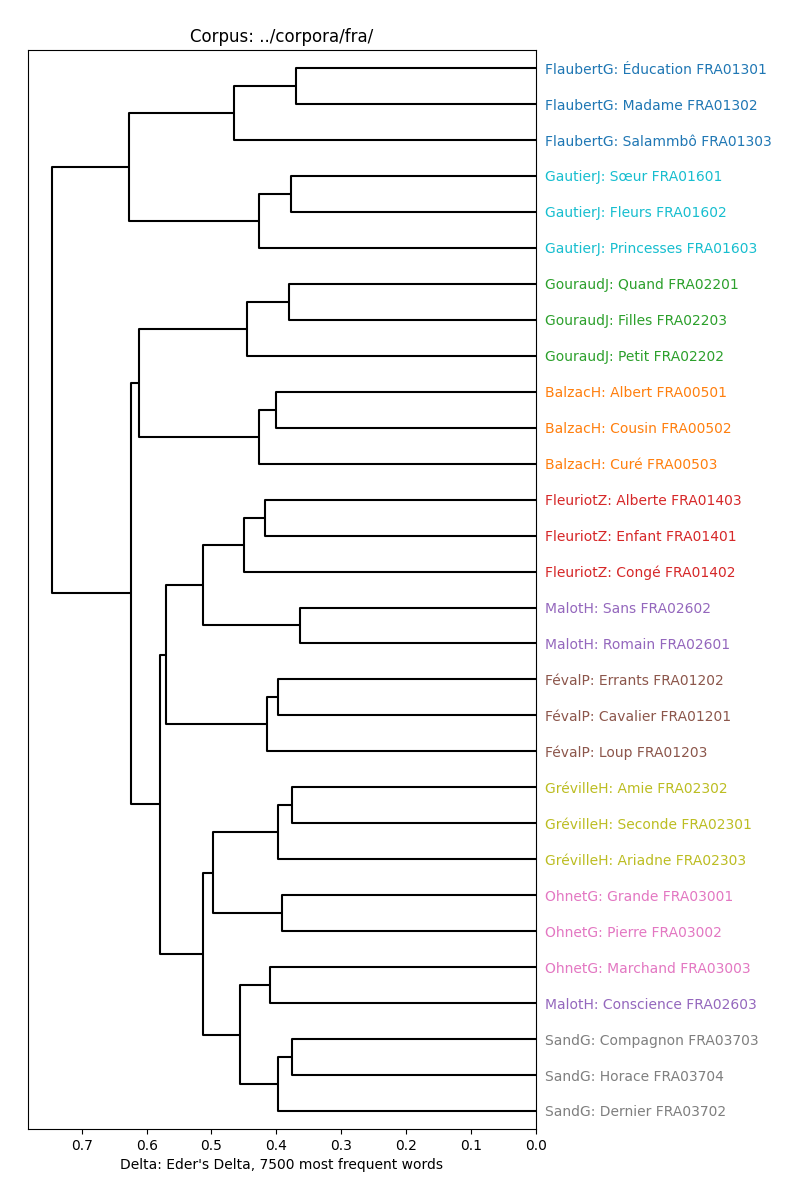 Corpus: ../corpora/fra/
FlaubertG: Éducation FRA01301
FlaubertG: Madame FRA01302
FlaubertG: Salammbô FRA01303
GautierJ: Sœur FRA01601
GautierJ: Fleurs FRA01602
GautierJ: Princesses FRA01603
GouraudJ: Quand FRA02201
GouraudJ: Filles FRA02203
GouraudJ: Petit FRA02202
BalzacH: Albert FRA00501
BalzacH: Cousin FRA00502
BalzacH: Curé FRA00503
FleuriotZ: Alberte FRA01403
FleuriotZ: Enfant FRA01401
FleuriotZ: Congé FRA01402
MalotH: Sans FRA02602
MalotH: Romain FRA02601
FévalP: Errants FRA01202
FévalP: Cavalier FRA01201
FévalP: Loup FRA01203
GrévilleH: Amie FRA02302
GrévilleH: Seconde FRA02301
GrévilleH: Ariadne FRA02303
OhnetG: Grande FRA03001
OhnetG: Pierre FRA03002
OhnetG: Marchand FRA03003
MalotH: Conscience FRA02603
SandG: Compagnon FRA03703
SandG: Horace FRA03704
SandG: Dernier FRA03702
0.7 0.6 0.5 0.4 0.3 0.2 0.1 0.0
Delta: Eder's Delta, 7500 most frequent words